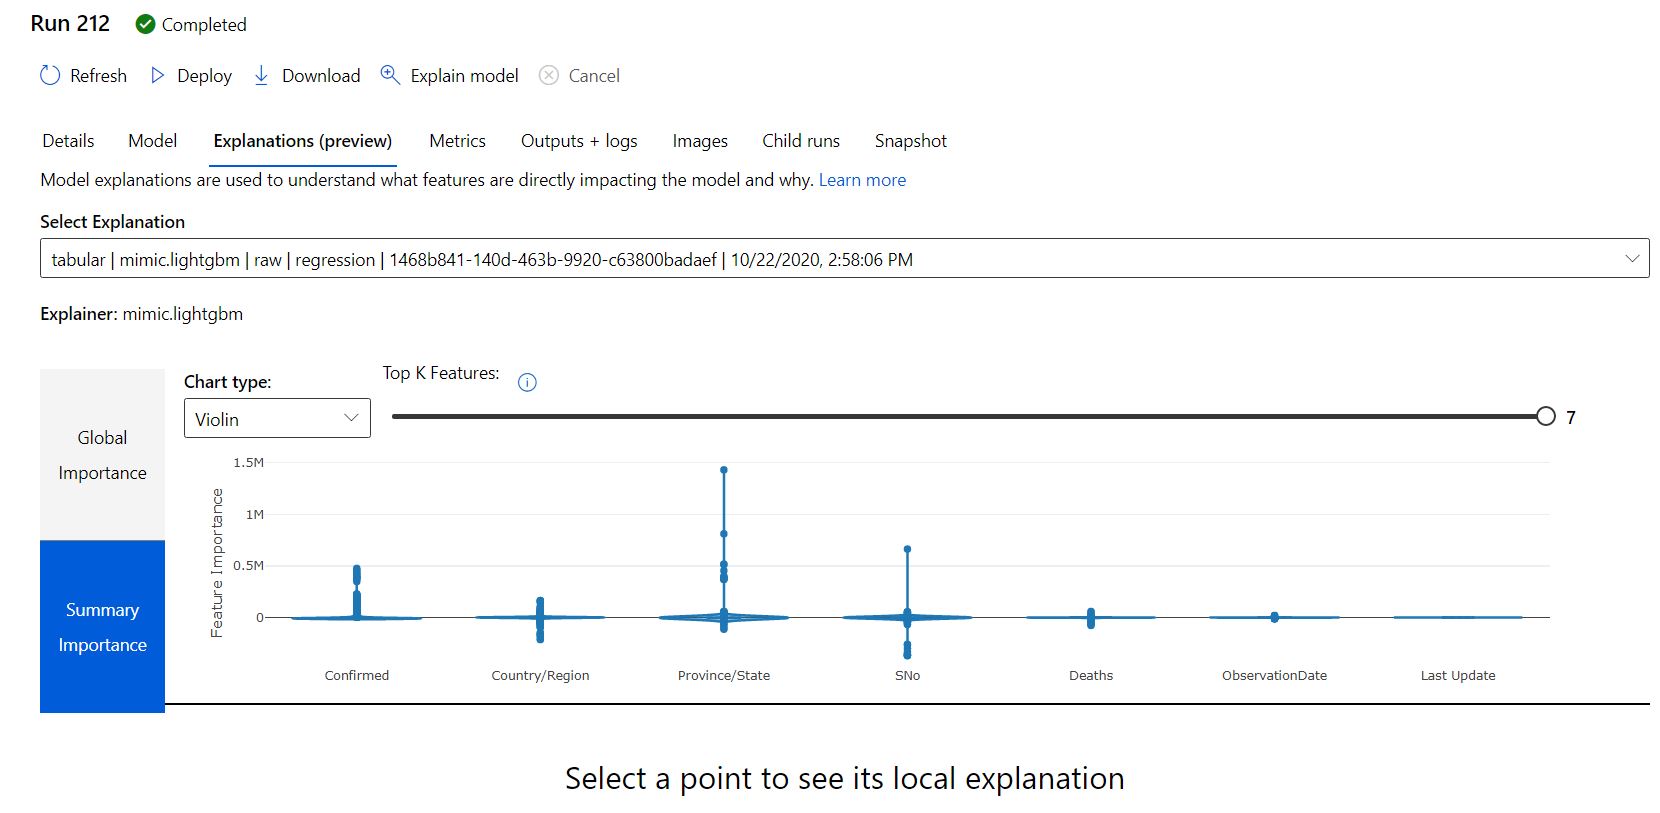 Run 212 Completed
Refresh Deploy Download Explain model Cancel
Details Model Explanations (preview) Metrics Outputs + logs Images Child runs Snapshot
Model explanations are used to understand what features are directly impacting the model and why. Learn more
Select Explanation
tabular | mimic.lightgbm | raw | regression | 1468b841-140d-463b-9920-c63800badaef | 10/22/2020, 2:58:06 PM
Explainer: mimic.lightgbm
Global
Importance
Summary
Importance
Chart type:
Violin
Top K Features:
7
Feature Importance
1.5M
1M
0.5M
0
Confirmed Country/Region Province/State SNo Deaths ObservationDate Last Update
Select a point to see its local explanation